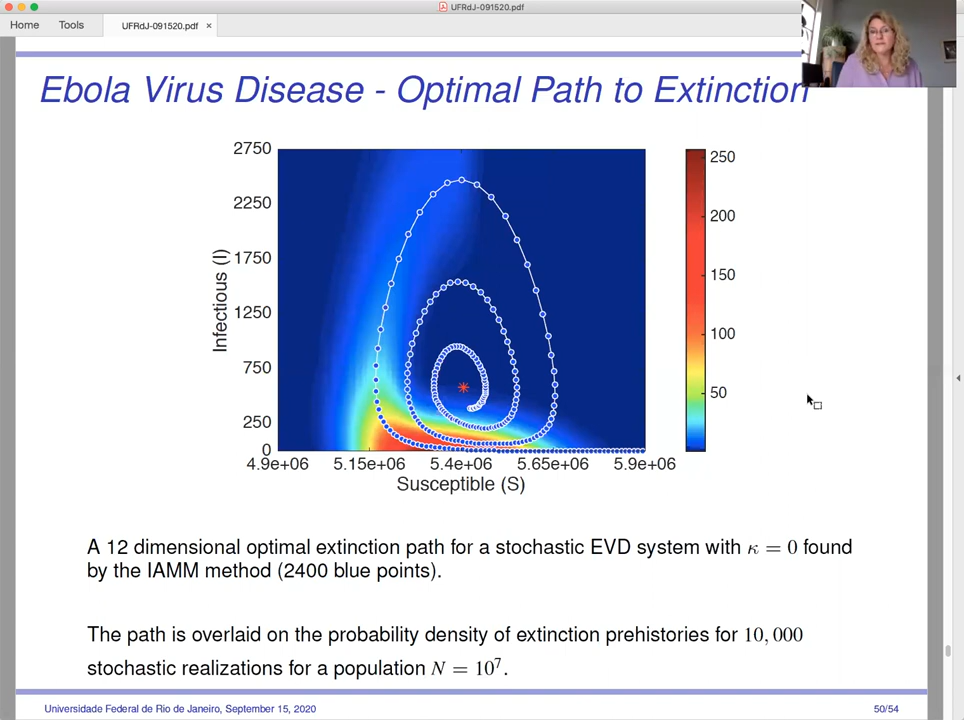 UFRdJ-091520.pdf
Home Tools UFRdJ-091520.pdf ×
Ebola Virus Disease - Optimal Path to Extinction
2750
2250
1750
1250
750
250
0
Infectious (I)
4.9e+06 5.15e+06 5.4e+06 5.65e+06 5.9e+06
Susceptible (S)
250
200
150
100
50
A 12 dimensional optimal extinction path for a stochastic EVD system with κ = 0 found
by the IAMM method (2400 blue points).
The path is overlaid on the probability density of extinction prehistories for 10,000
stochastic realizations for a population N = 10⁷.
Universidade Federal de Rio de Janeiro, September 15, 2020 50/54